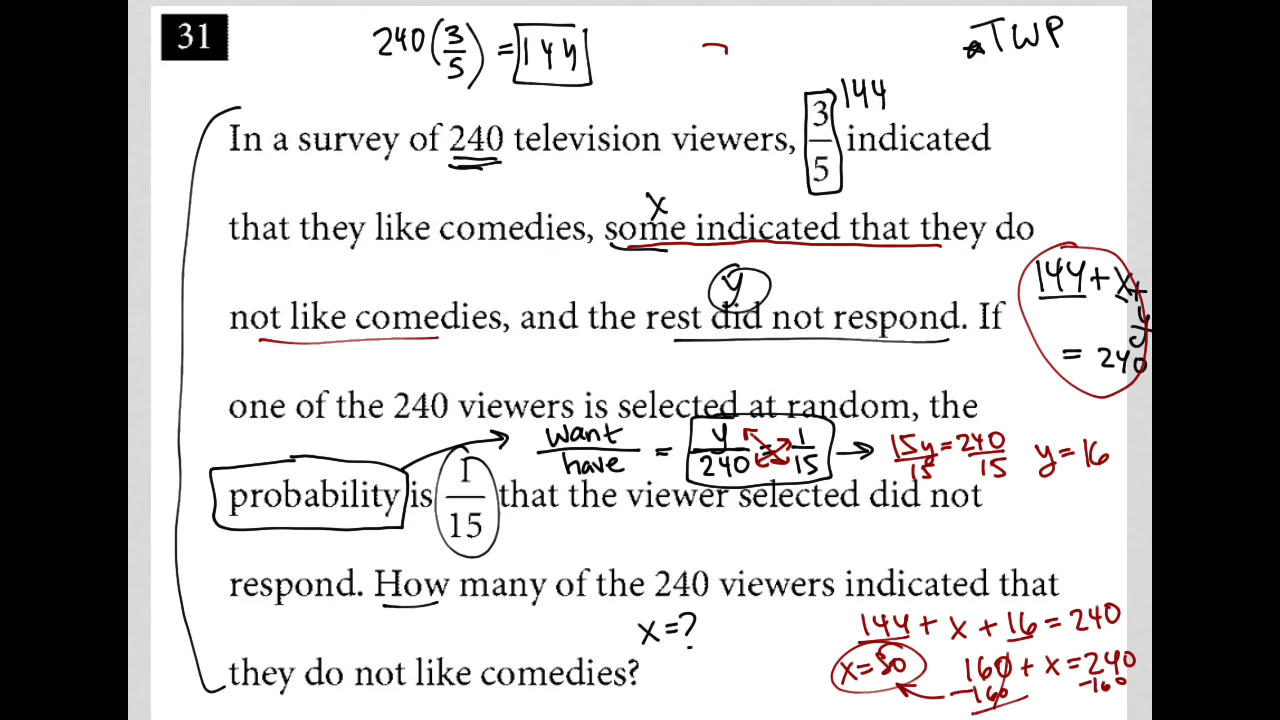 31
240(3/5) = 144
TWP
In a survey of 240 television viewers, 3/5 indicated
144
x
that they like comedies, some indicated that they do
y
144 + x + y
= 240
not like comedies, and the rest did not respond. If
one of the 240 viewers is selected at random, the
want/have = y/240 = 1/15 → 15y/15 = 240/15 y = 16
probability is 1/15 that the viewer selected did not
respond. How many of the 240 viewers indicated that
x = ?
144 + x + 16 = 240
they do not like comedies?
x = 80 160 + x = 240
-160 -160